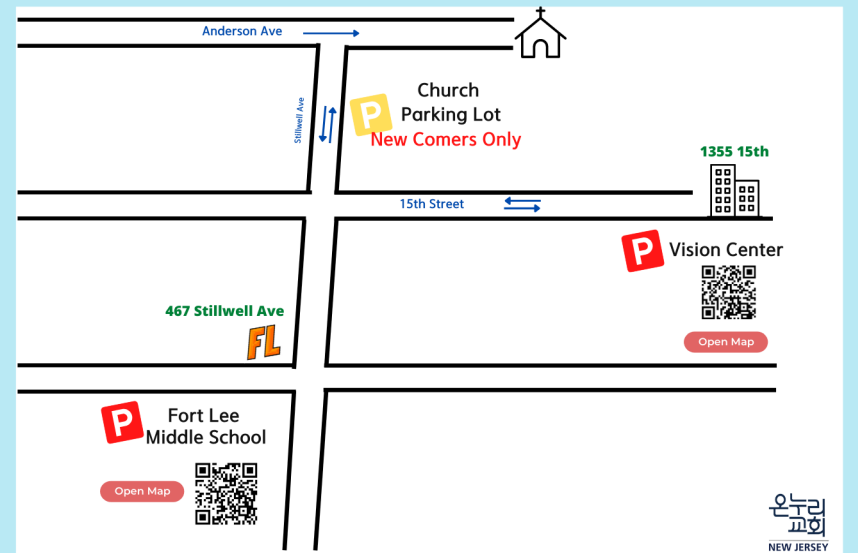 Anderson Ave
Stillwell Ave
P
Church
Parking Lot
New Comers Only
1355 15th
15th Street
P
Vision Center
Open Map
467 Stillwell Ave
FL
P
Fort Lee
Middle School
Open Map
온누리
교회
NEW JERSEY